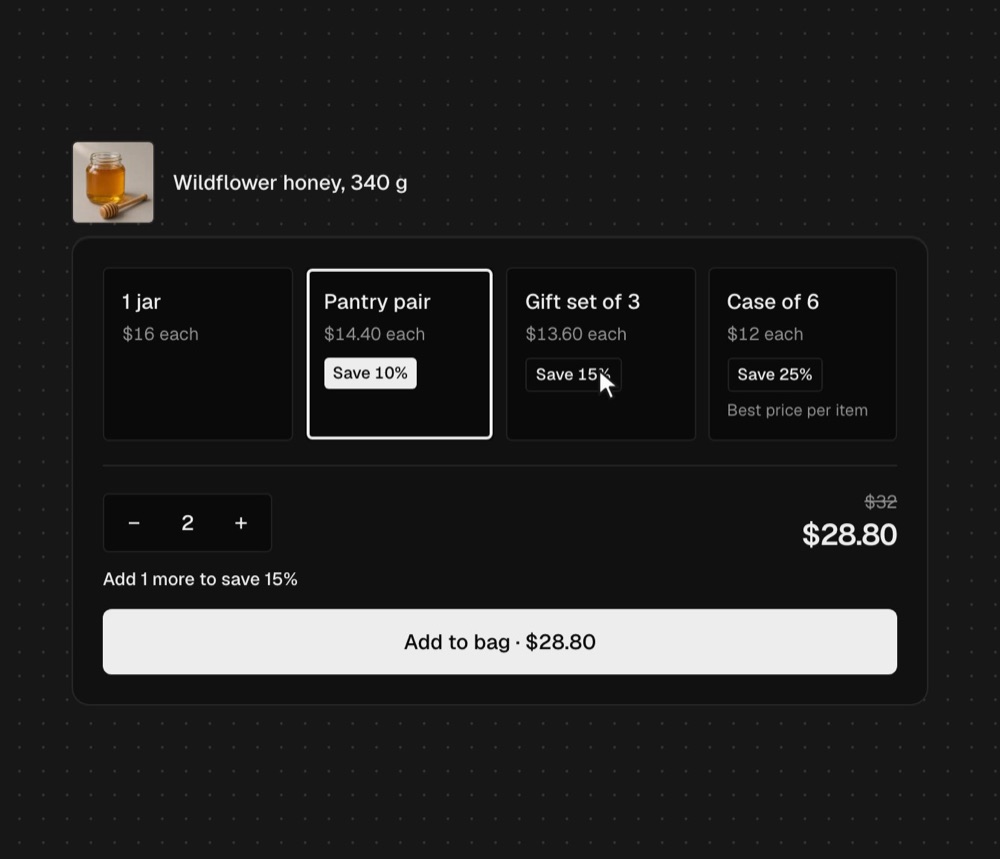 Wildflower honey, 340 g
1 jar
$16 each
Pantry pair
$14.40 each
Save 10%
Gift set of 3
$13.60 each
Save 15%
Case of 6
$12 each
Save 25%
Best price per item
− 2 +
$32
$28.80
Add 1 more to save 15%
Add to bag · $28.80